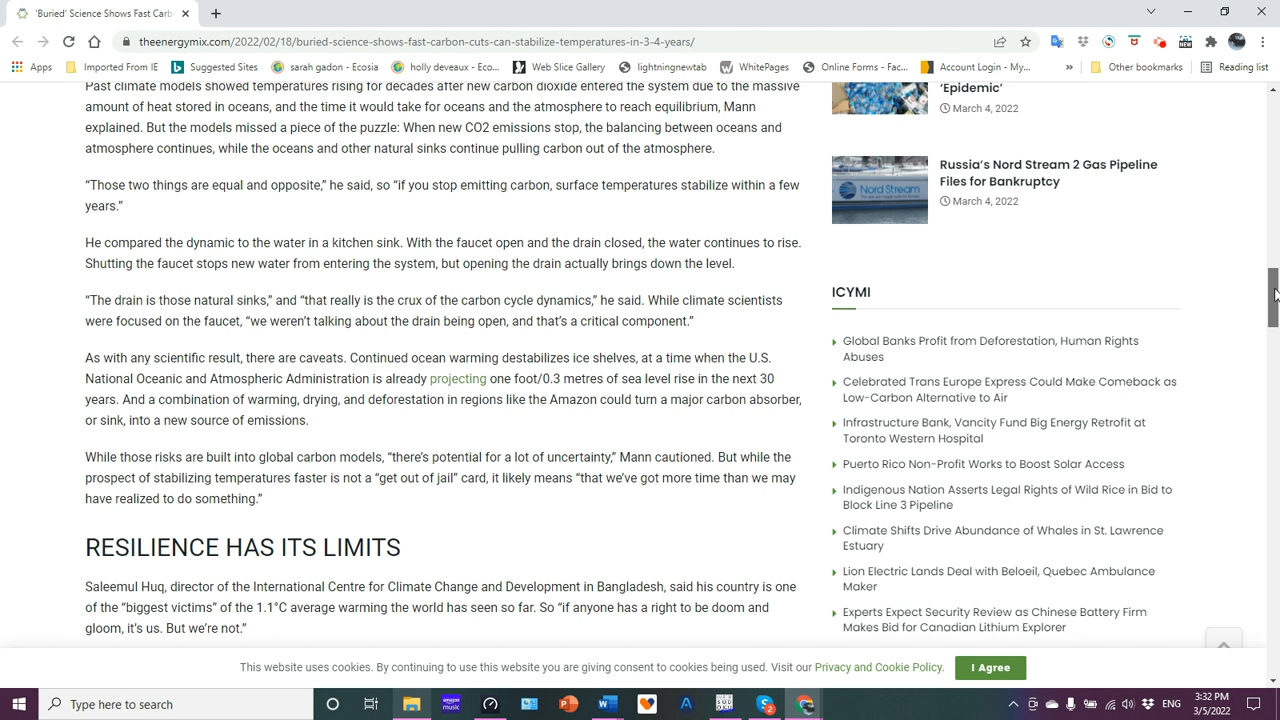 'Buried' Science Shows Fast Carb
theenergymix.com/2022/02/18/buried-science-shows-fast-carbon-cuts-can-stabilize-temperatures-in-3-4-years/
Apps
Imported From IE
Suggested Sites
sarah gadon - Ecosia
holly deveaux - Eco...
Web Slice Gallery
lightningnewtab
WhitePages
Online Forms - Fac...
Account Login - My...
»
Other bookmarks
Reading list
Past climate models showed temperatures rising for decades after new carbon dioxide entered the system due to the massive
amount of heat stored in oceans, and the time it would take for oceans and the atmosphere to reach equilibrium, Mann
explained. But the models missed a piece of the puzzle: When new CO2 emissions stop, the balancing between oceans and
atmosphere continues, while the oceans and other natural sinks continue pulling carbon out of the atmosphere.
“Those two things are equal and opposite,” he said, so “if you stop emitting carbon, surface temperatures stabilize within a few
years.”
He compared the dynamic to the water in a kitchen sink. With the faucet open and the drain closed, the water continues to rise.
Shutting the faucet stops new water from entering the system, but opening the drain actually brings down the level.
“The drain is those natural sinks,” and “that really is the crux of the carbon cycle dynamics,” he said. While climate scientists
were focused on the faucet, “we weren’t talking about the drain being open, and that’s a critical component.”
As with any scientific result, there are caveats. Continued ocean warming destabilizes ice shelves, at a time when the U.S.
National Oceanic and Atmospheric Administration is already projecting one foot/0.3 metres of sea level rise in the next 30
years. And a combination of warming, drying, and deforestation in regions like the Amazon could turn a major carbon absorber,
or sink, into a new source of emissions.
While those risks are built into global carbon models, “there’s potential for a lot of uncertainty,” Mann cautioned. But while the
prospect of stabilizing temperatures faster is not a “get out of jail” card, it likely means “that we’ve got more time than we may
have realized to do something.”
RESILIENCE HAS ITS LIMITS
Saleemul Huq, director of the International Centre for Climate Change and Development in Bangladesh, said his country is one
of the “biggest victims” of the 1.1°C average warming the world has seen so far. So “if anyone has a right to be doom and
gloom, it’s us. But we’re not.”
‘Epidemic’
March 4, 2022
Nord Stream
Russia’s Nord Stream 2 Gas Pipeline
Files for Bankruptcy
March 4, 2022
ICYMI
Global Banks Profit from Deforestation, Human Rights
Abuses
Celebrated Trans Europe Express Could Make Comeback as
Low-Carbon Alternative to Air
Infrastructure Bank, Vancity Fund Big Energy Retrofit at
Toronto Western Hospital
Puerto Rico Non-Profit Works to Boost Solar Access
Indigenous Nation Asserts Legal Rights of Wild Rice in Bid to
Block Line 3 Pipeline
Climate Shifts Drive Abundance of Whales in St. Lawrence
Estuary
Lion Electric Lands Deal with Beloeil, Quebec Ambulance
Maker
Experts Expect Security Review as Chinese Battery Firm
Makes Bid for Canadian Lithium Explorer
This website uses cookies. By continuing to use this website you are giving consent to cookies being used. Visit our Privacy and Cookie Policy.
I Agree
Type here to search
ENG
3:32 PM
3/5/2022